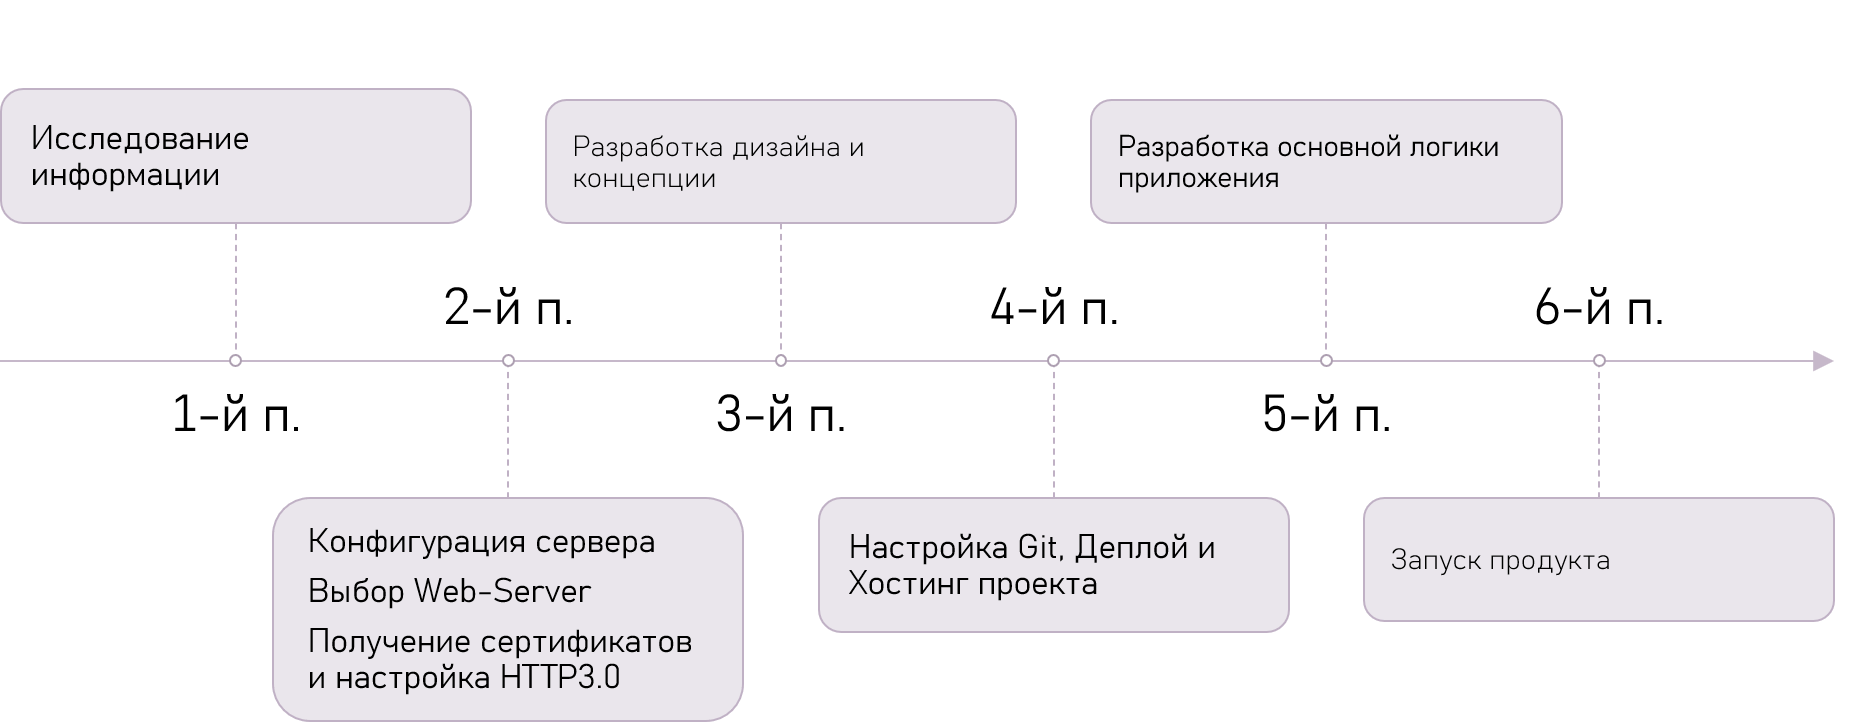 Исследование
информации
Разработка дизайна и
концепции
Разработка основной логики
приложения
2-й п.
4-й п.
6-й п.
1-й п.
3-й п.
5-й п.
Конфигурация сервера
Выбор Web-Server
Получение сертификатов
и настройка HTTP3.0
Настройка Git, Деплой и
Хостинг проекта
Запуск продукта